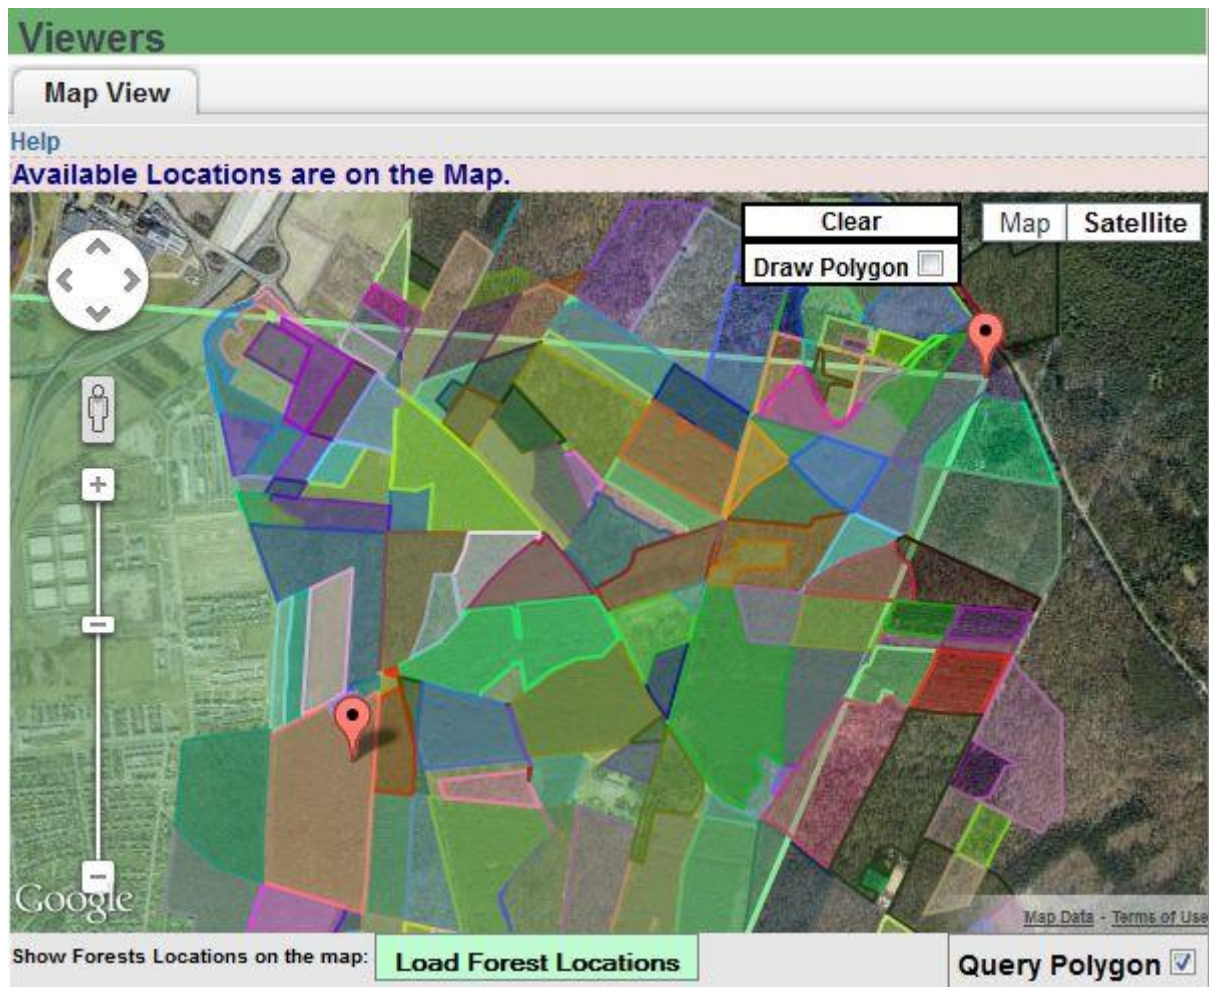 Viewers
Map View
Help
Available Locations are on the Map.
Clear
Draw Polygon
Map
Satellite
Google
Map Data - Terms of Use
Show Forests Locations on the map:
Load Forest Locations
Query Polygon